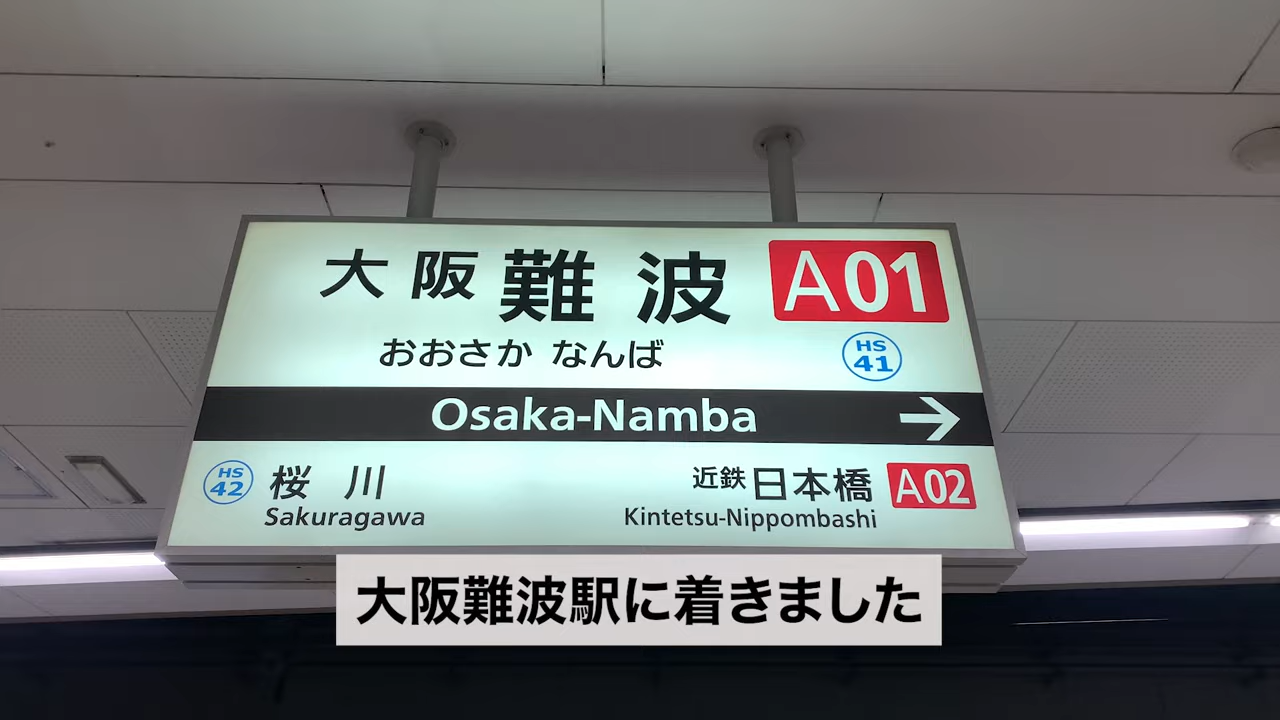 大阪難波 A01
おおさか なんば HS 41
Osaka-Namba →
HS 42 桜川 近鉄日本橋 A02
Sakuragawa Kintetsu-Nippombashi
大阪難波駅に着きました